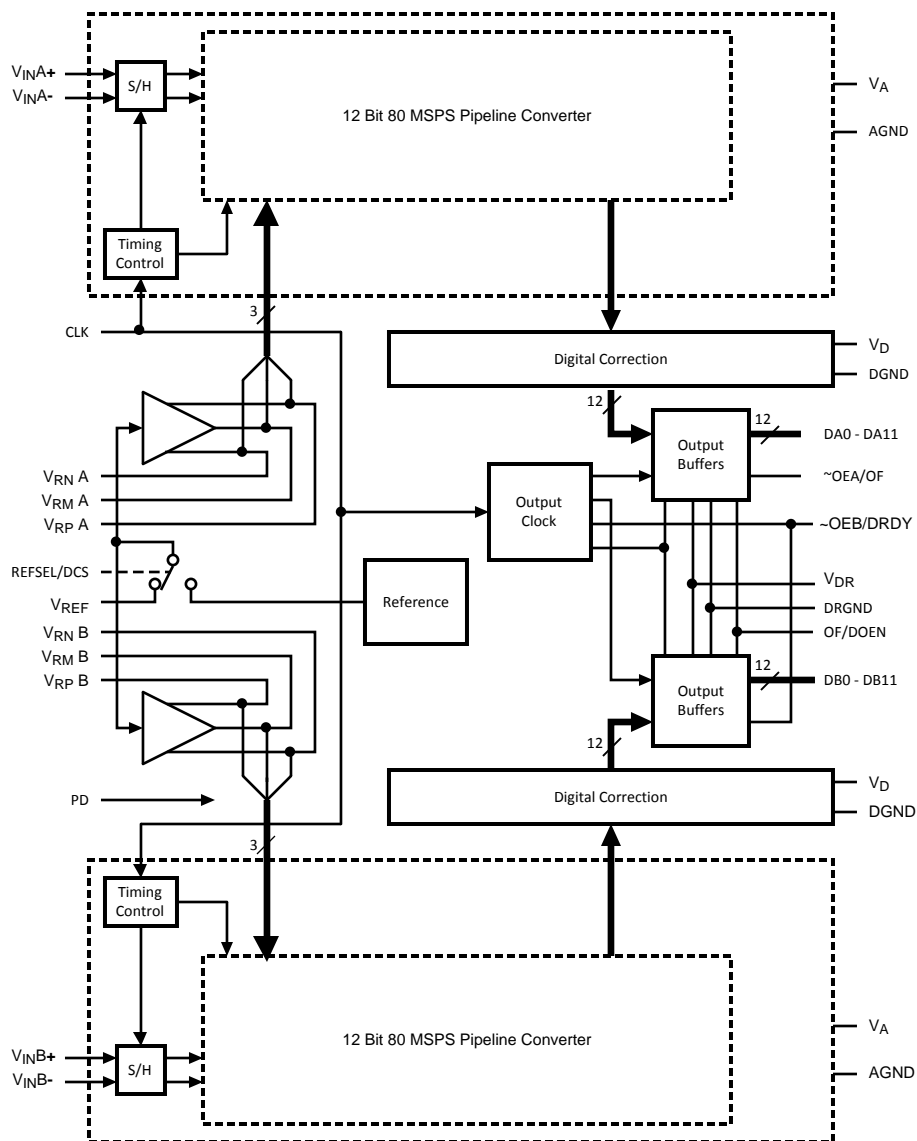 VINA+
VINA-
S/H
12 Bit 80 MSPS Pipeline Converter
VA
AGND
Timing
Control
3
CLK
Digital Correction
VD
DGND
12
12
Output
Buffers
DA0 - DA11
~OEA/OF
VRN A
VRM A
VRP A
Output
Clock
~OEB/DRDY
REFSEL/DCS
VREF
Reference
VDR
DRGND
OF/DOEN
VRN B
VRM B
VRP B
12
Output
Buffers
DB0 - DB11
12
PD
Digital Correction
VD
DGND
3
Timing
Control
12 Bit 80 MSPS Pipeline Converter
VA
AGND
VINB+
VINB-
S/H